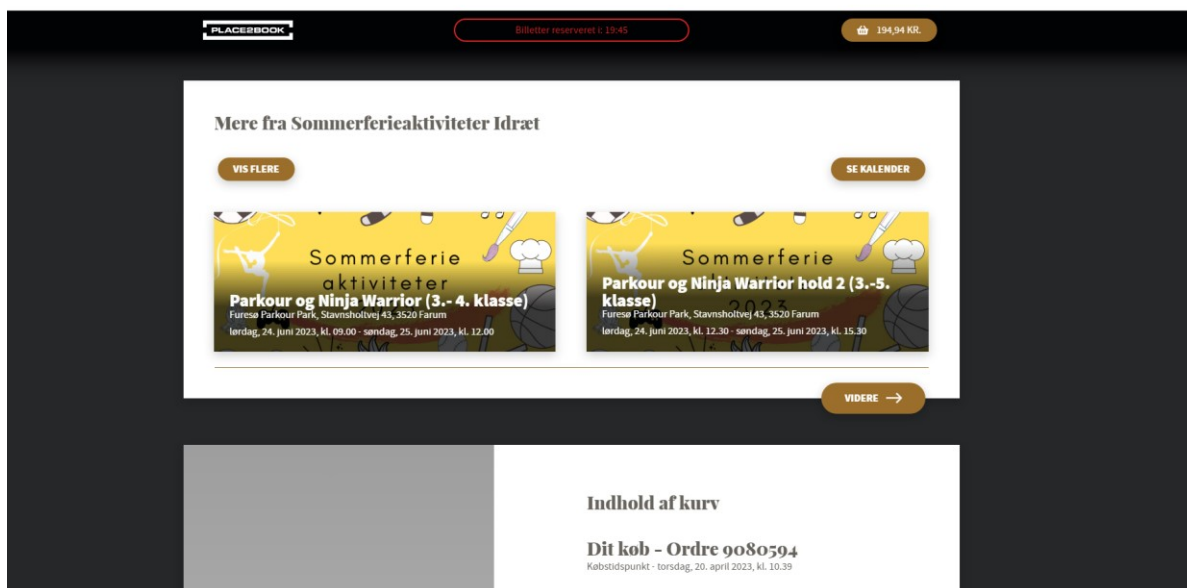 PLACE2BOOK
Billetter reserveret i: 19:45
194,94 KR.
Mere fra Sommerferieaktiviteter Idræt
VIS FLERE
SE KALENDER
Sommerferie
aktiviteter
Parkour og Ninja Warrior (3.- 4. klasse)
Furesø Parkour Park, Stavnsholtvej 43, 3520 Farum
lørdag, 24. juni 2023, kl. 09.00 - søndag, 25. juni 2023, kl. 12.00
Sommerferie
Parkour og Ninja Warrior hold 2 (3.-5.
klasse)
2023
Furesø Parkour Park, Stavnsholtvej 43, 3520 Farum
lørdag, 24. juni 2023, kl. 12.30 - søndag, 25. juni 2023, kl. 15.30
VIDERE
Indhold af kurv
Dit køb - Ordre 9080594
Købstidspunkt - torsdag, 20. april 2023, kl. 10.39